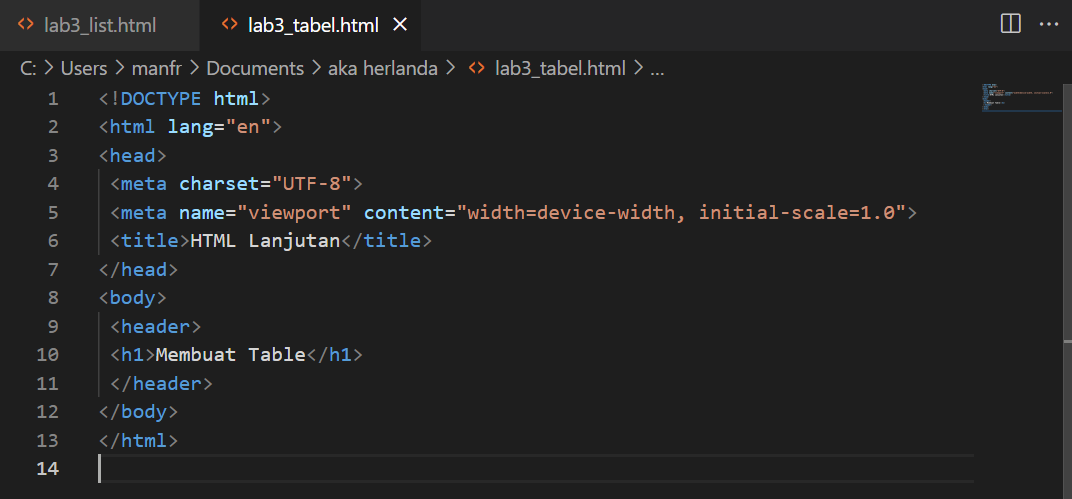 lab3_list.html lab3_tabel.html
C: > Users > manfr > Documents > aka herlanda > lab3_tabel.html > ...
1 <!DOCTYPE html>
2 <html lang="en">
3 <head>
4 <meta charset="UTF-8">
5 <meta name="viewport" content="width=device-width, initial-scale=1.0">
6 <title>HTML Lanjutan</title>
7 </head>
8 <body>
9 <header>
10 <h1>Membuat Table</h1>
11 </header>
12 </body>
13 </html>
14